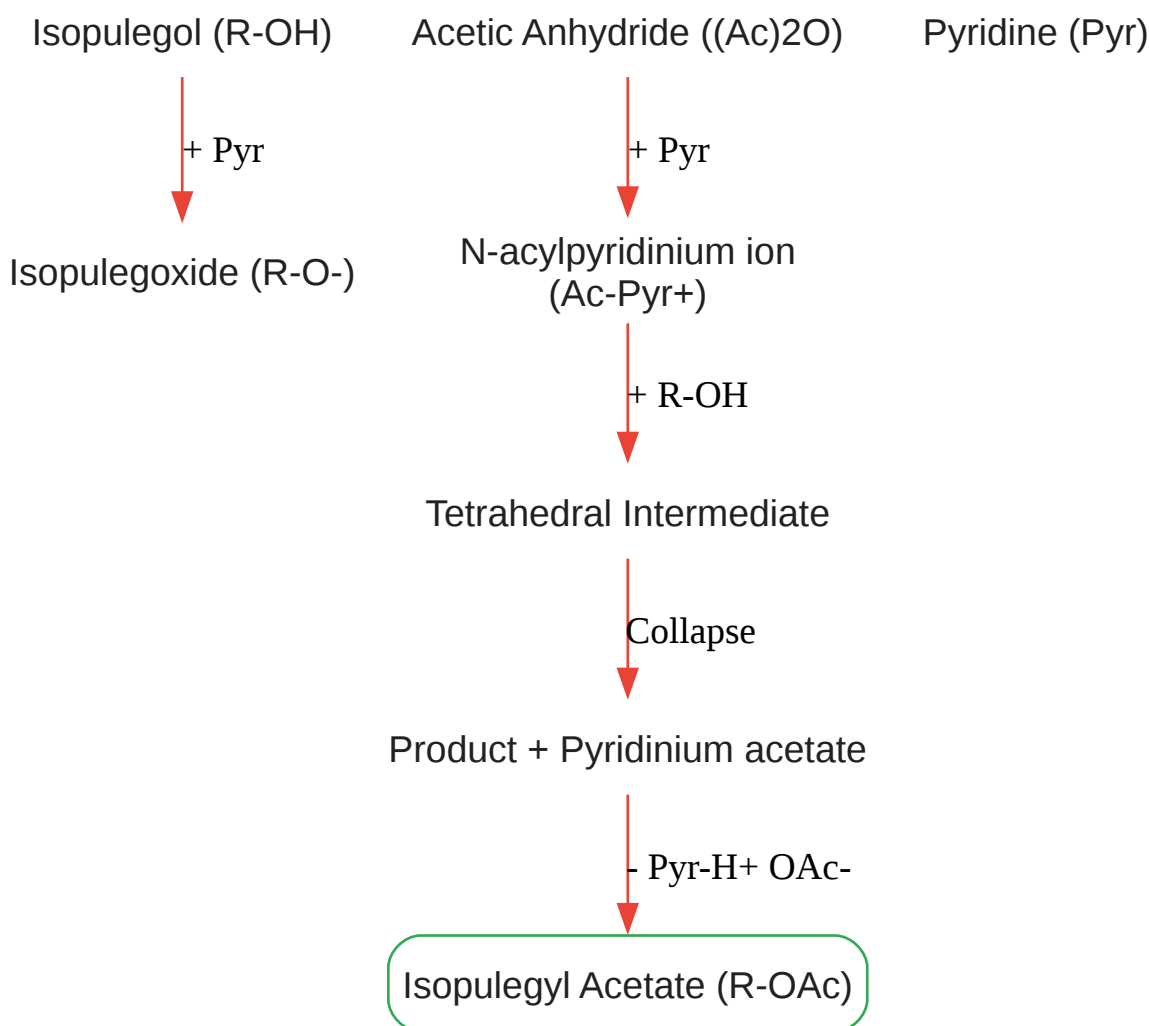 Isopulegol (R-OH)
Acetic Anhydride ((Ac)2O)
Pyridine (Pyr)
+ Pyr
+ Pyr
Isopulegoxide (R-O-)
N-acylpyridinium ion
(Ac-Pyr+)
+ R-OH
Tetrahedral Intermediate
Collapse
Product + Pyridinium acetate
- Pyr-H+ OAc-
Isopulegyl Acetate (R-OAc)